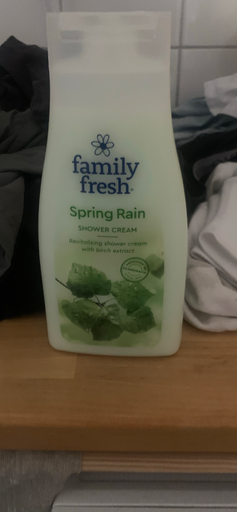 family
fresh
Spring Rain
SHOWER CREAM
Revitalising shower cream
with birch extract